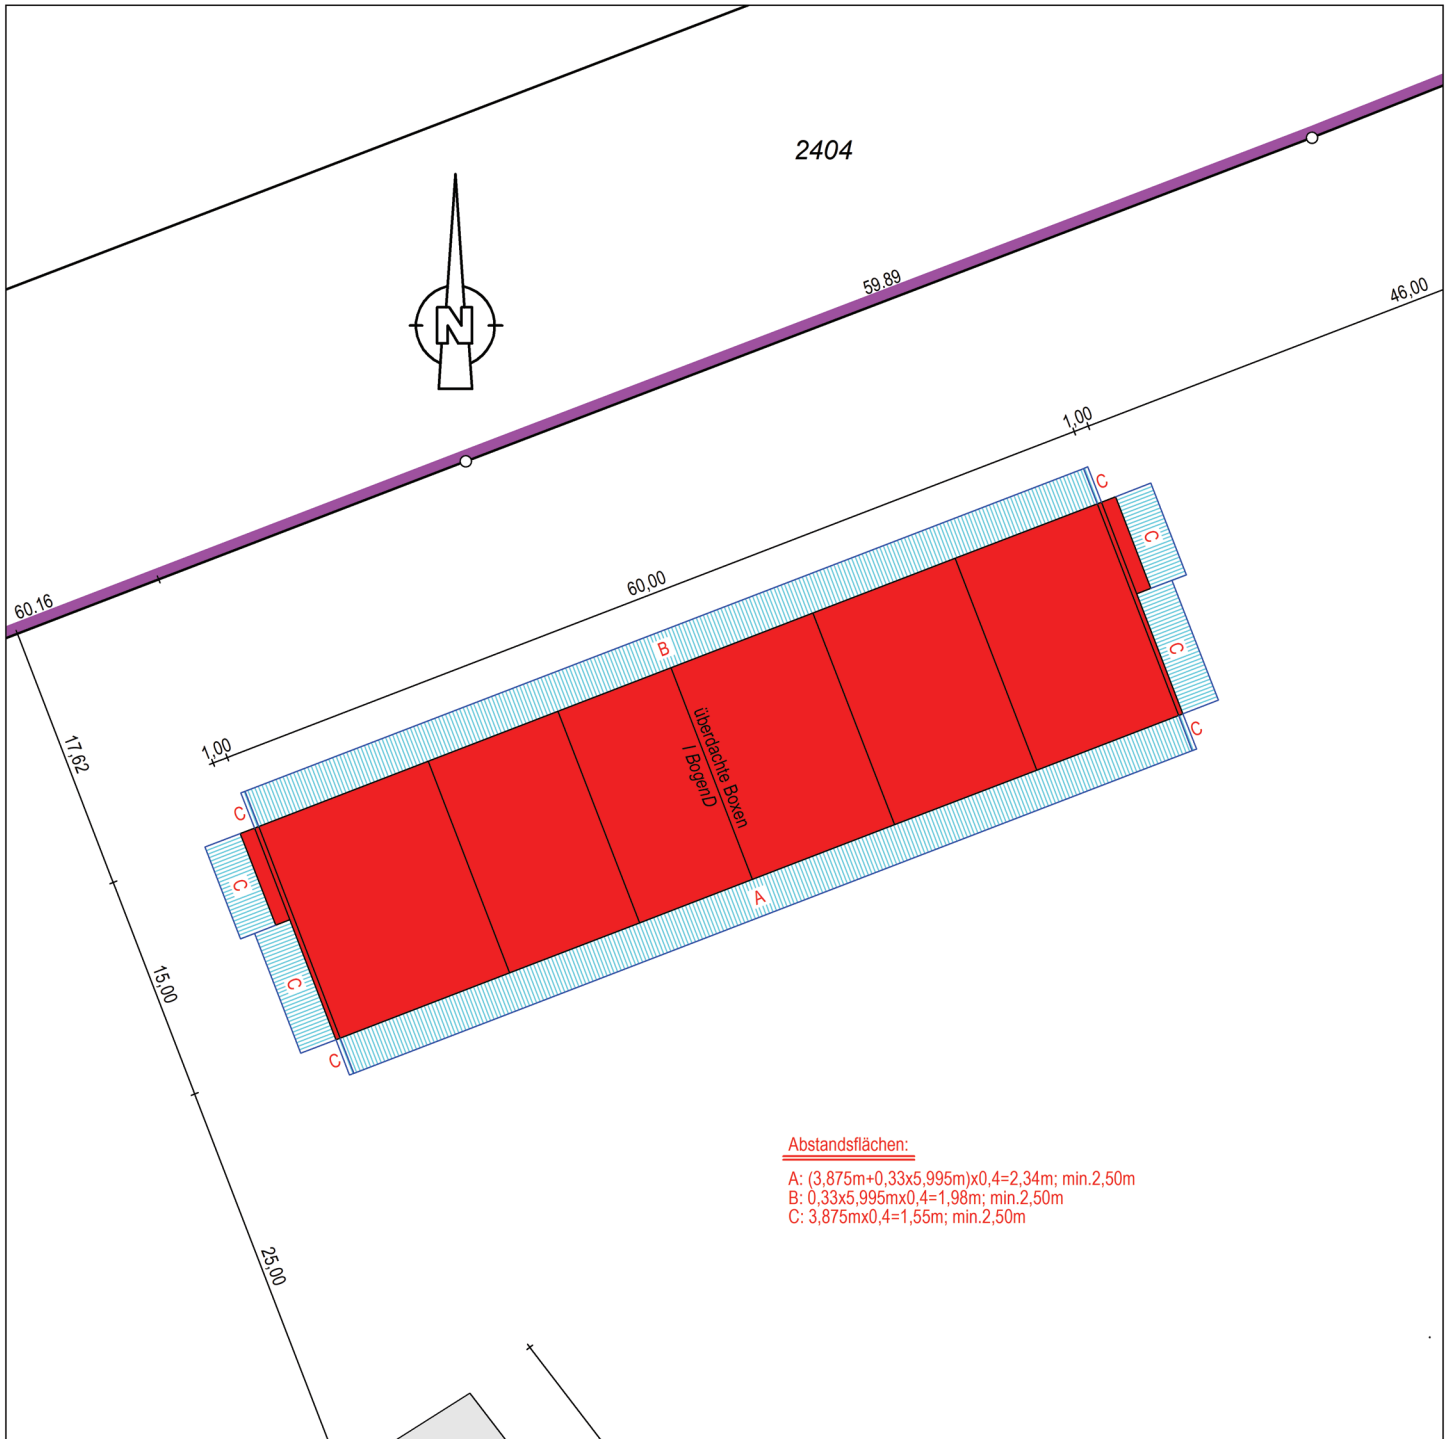 2404
59.89
46,00
N
1,00
60,00
60.16
1,00
17,62
15,00
25,00
C
C
C
C
B
überdachte Boxen
I BogenD
A
C
C
C
C
Abstandsflächen:
A: (3,875m+0,33x5,995m)x0,4=2,34m; min.2,50m
B: 0,33x5,995mx0,4=1,98m; min.2,50m
C: 3,875mx0,4=1,55m; min.2,50m